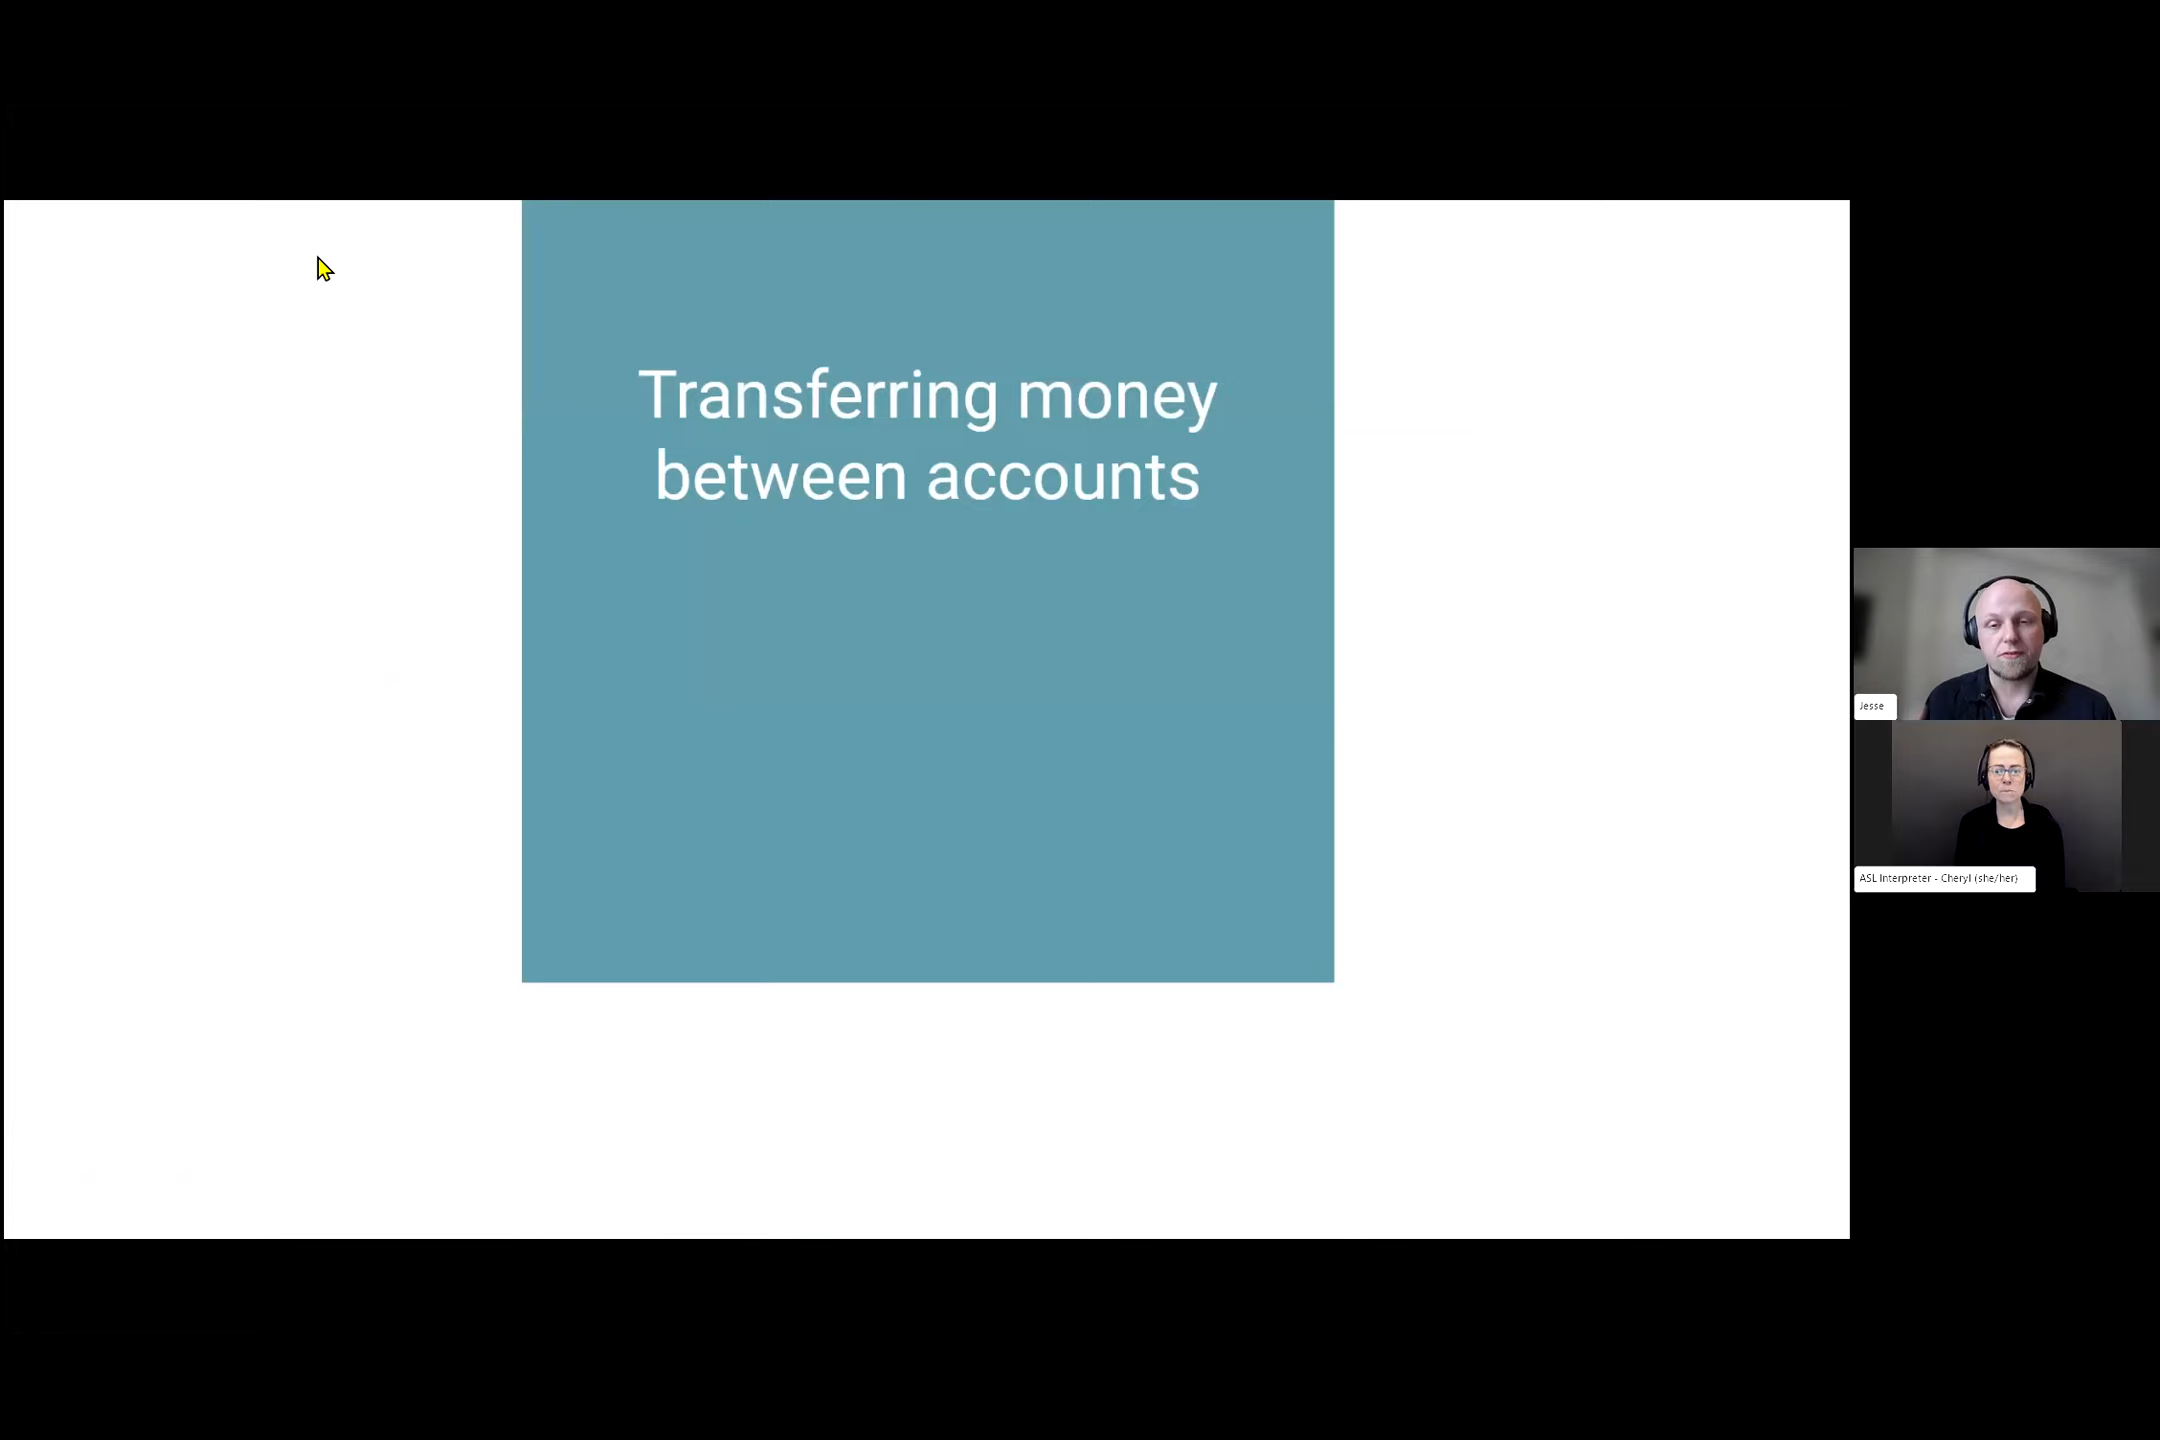 Transferring money
between accounts
Jesse
ASL Interpreter - Cheryl (she/her)